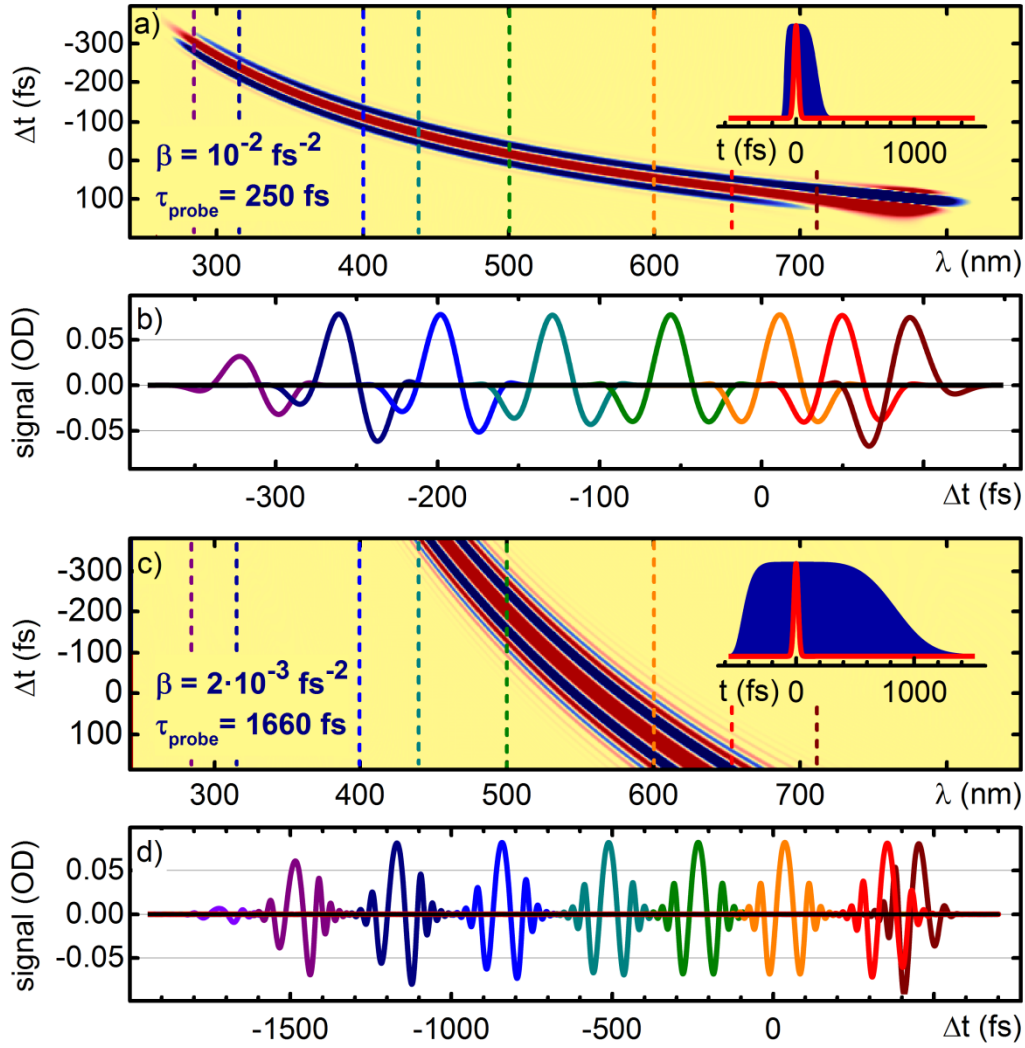 a)
Δt (fs)
-300
-200
-100
0
100
β = 10⁻² fs⁻²
τprobe = 250 fs
t (fs) 0 1000
300 400 500 600 700 λ (nm)
b)
signal (OD)
0.05
0.00
-0.05
-300 -200 -100 0 Δt (fs)
c)
Δt (fs)
-300
-200
-100
0
100
β = 2·10⁻³ fs⁻²
τprobe = 1660 fs
t (fs) 0 1000
300 400 500 600 700 λ (nm)
d)
signal (OD)
0.05
0.00
-0.05
-1500 -1000 -500 0 Δt (fs)